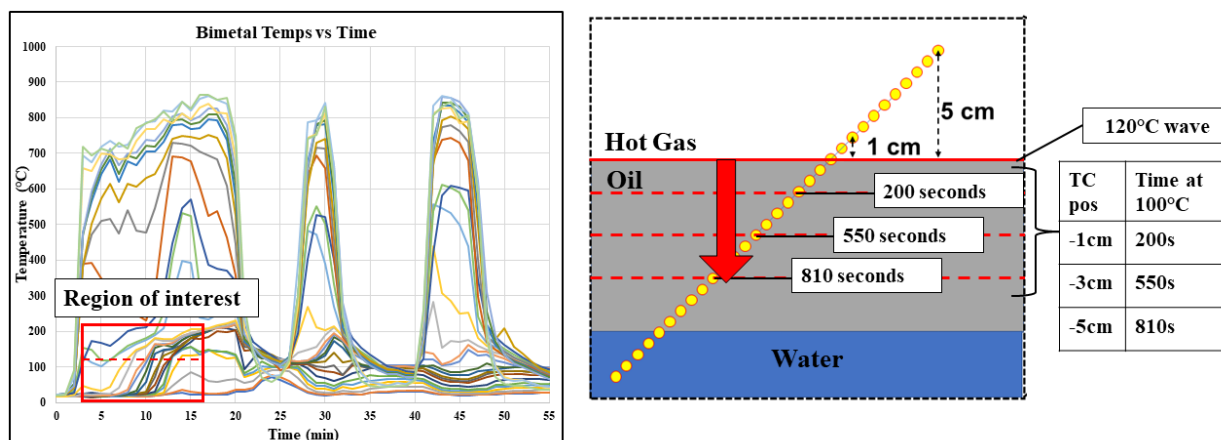 Bimetal Temps vs Time
Temperature (°C)
1000
900
800
700
600
500
400
300
200
100
0
Region of interest
0 5 10 15 20 25 30 35 40 45 50 55
Time (min)
5 cm
1 cm
Hot Gas
Oil
Water
200 seconds
550 seconds
810 seconds
120°C wave
TC pos Time at 100°C
-1cm 200s
-3cm 550s
-5cm 810s